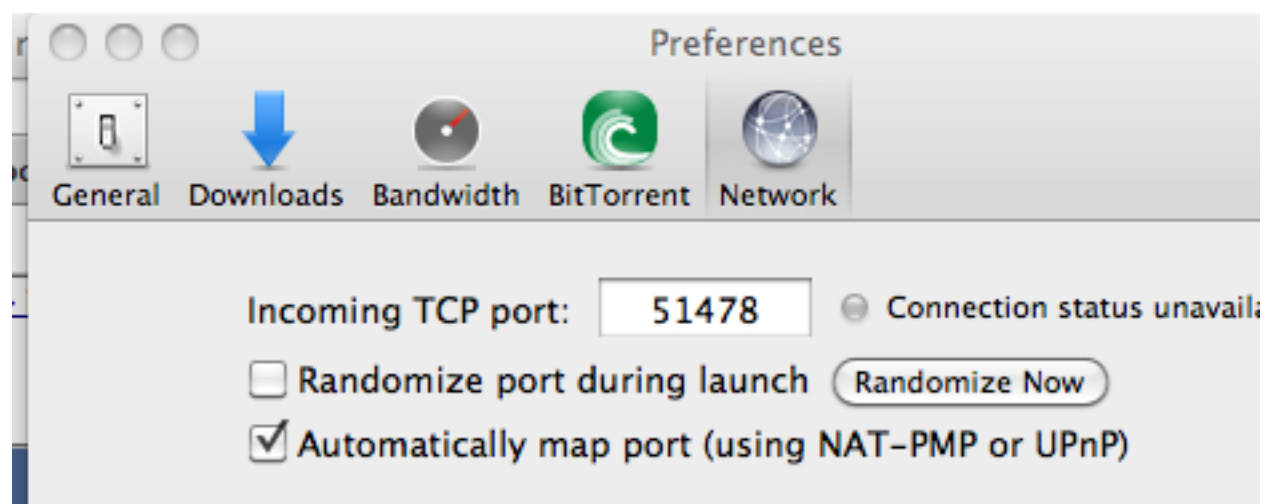 Preferences
General Downloads Bandwidth BitTorrent Network
Incoming TCP port: 51478 Connection status
Randomize port during launch Randomize Now
Automatically map port (using NAT-PMP or UPnP)